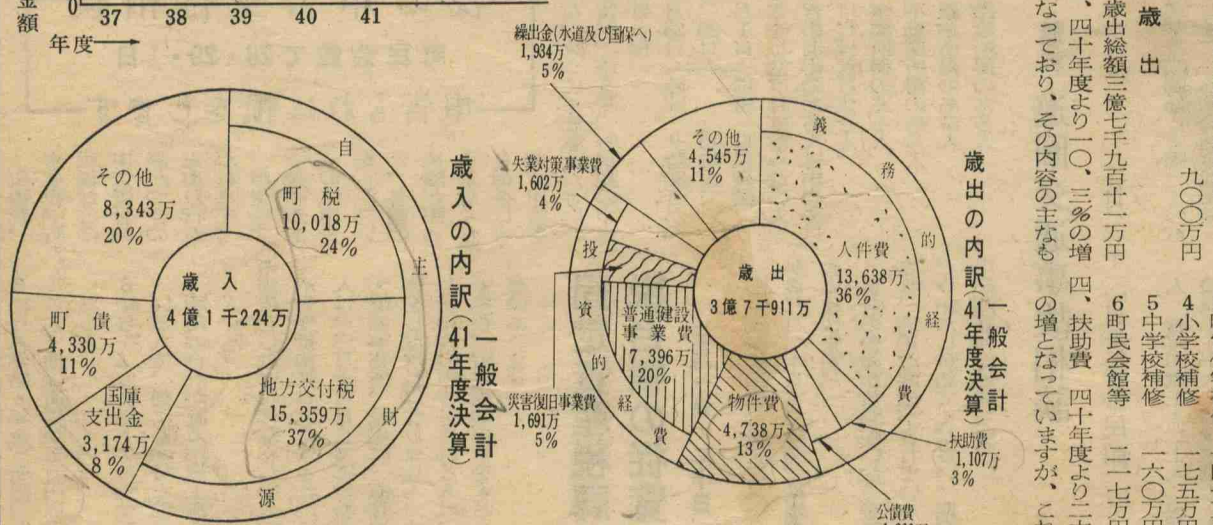 歳出
歳出総額三億七千九百十一万円
、四十年度より一〇、三%の増
なっており、その内容の主なも
九〇〇万円
4 小学校補修 一七五万円
5 中学校補修 一六〇万円
6 町民会館等 二一七万円
四、扶助費 四十年度より二
の増となっていますが、こ
金額
0
37 38 39 40 41
年度
一般会計
歳入の内訳(41年度決算)
歳入
4億1千224万
自主財源
町税
10,018万
24%
地方交付税
15,359万
37%
国庫
支出金
3,174万
8%
町債
4,330万
11%
その他
8,343万
20%
一般会計
歳出の内訳(41年度決算)
歳出
3億7千911万
義務的経費
人件費
13,638万
36%
扶助費
1,107万
3%
公債費
物件費
4,738万
13%
投資的経費
普通健設
事業費
7,396万
20%
災害復旧事業費
1,691万
5%
失業対策事業費
1,602万
4%
繰出金(水道及び国保へ)
1,934万
5%
その他
4,545万
11%